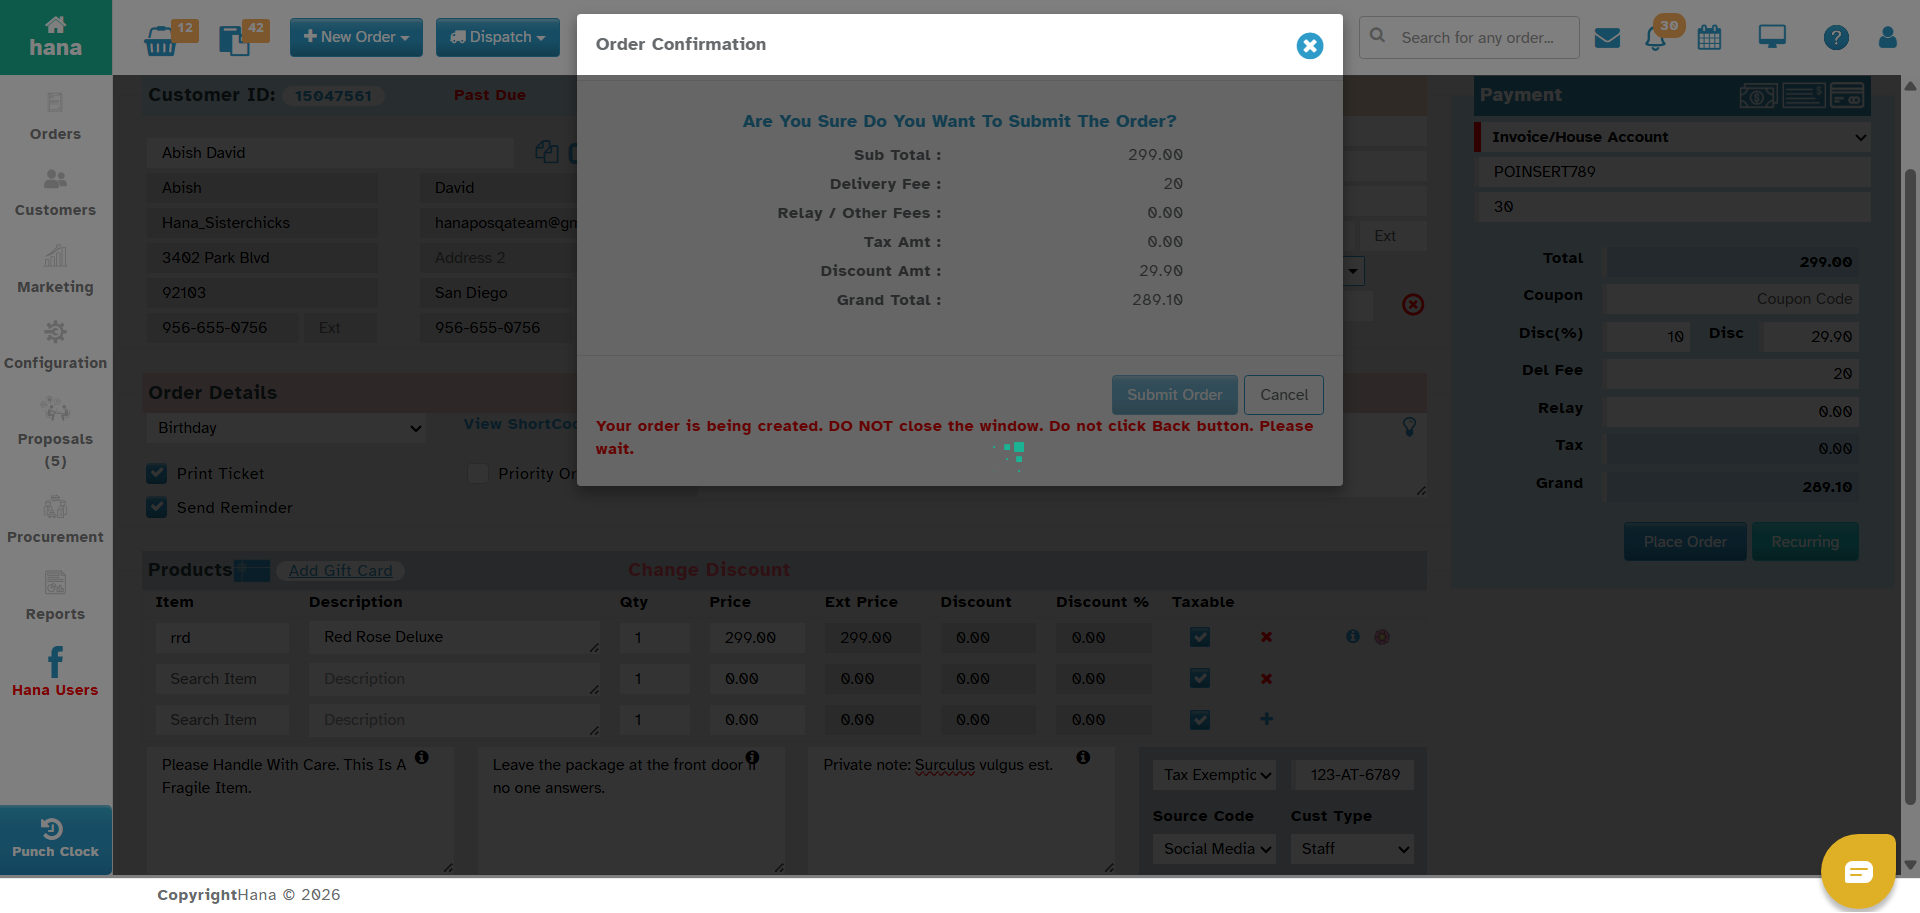 hana
12
42
New Order
Dispatch
Order Confirmation
Search for any order...
30
?
Orders
Customers
Marketing
Configuration
Proposals
(5)
Procurement
Reports
Hana Users
Punch Clock
Customer ID: 15047561 Past Due
Abish David
Abish David
Hana_Sisterchicks hanaposqateam@gn
3402 Park Blvd Address 2
92103 San Diego
956-655-0756 Ext 956-655-0756
Ext
Are You Sure Do You Want To Submit The Order?
Sub Total : 299.00
Delivery Fee : 20
Relay / Other Fees : 0.00
Tax Amt : 0.00
Discount Amt : 29.90
Grand Total : 289.10
Submit Order Cancel
Your order is being created. DO NOT close the window. Do not click Back button. Please
wait.
Payment
Invoice/House Account
POINSERT789
30
Total 299.00
Coupon Coupon Code
Disc(%) 10 Disc 29.90
Del Fee 20
Relay 0.00
Tax 0.00
Grand 289.10
Place Order Recurring
Order Details
Birthday View ShortCo
Print Ticket Priority Or
Send Reminder
Products Add Gift Card Change Discount
Item Description Qty Price Ext Price Discount Discount % Taxable
rrd Red Rose Deluxe 1 299.00 299.00 0.00 0.00
Search Item Description 1 0.00 0.00 0.00 0.00
Search Item Description 1 0.00 0.00 0.00 0.00
Please Handle With Care. This Is A
Fragile Item.
Leave the package at the front door if
no one answers.
Private note: Surculus vulgus est.
Tax Exemptic 123-AT-6789
Source Code Cust Type
Social Media Staff
CopyrightHana © 2026